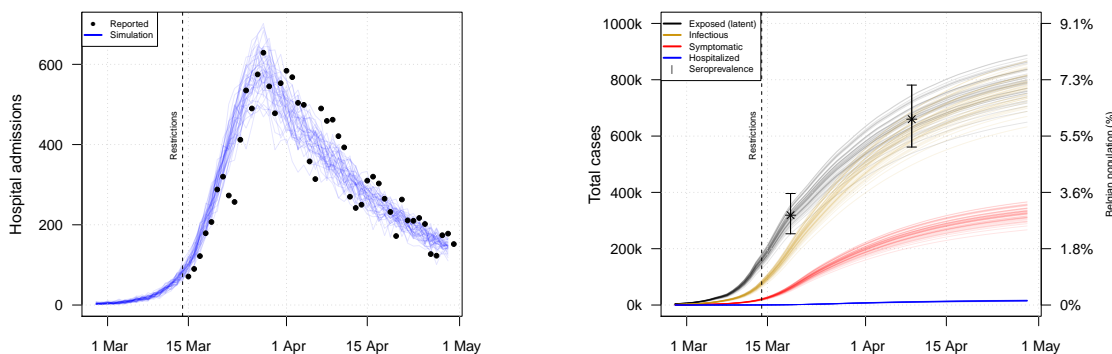 Hospital admissions
600
400
200
0
Reported
Simulation
Restrictions
1 Mar
15 Mar
1 Apr
15 Apr
1 May
Total cases
1000k
800k
600k
400k
200k
0k
Exposed (latent)
Infectious
Symptomatic
Hospitalized
Seroprevalence
Restrictions
9.1%
7.3%
5.5%
3.6%
1.8%
0%
Belgian population (%)
1 Mar
15 Mar
1 Apr
15 Apr
1 May